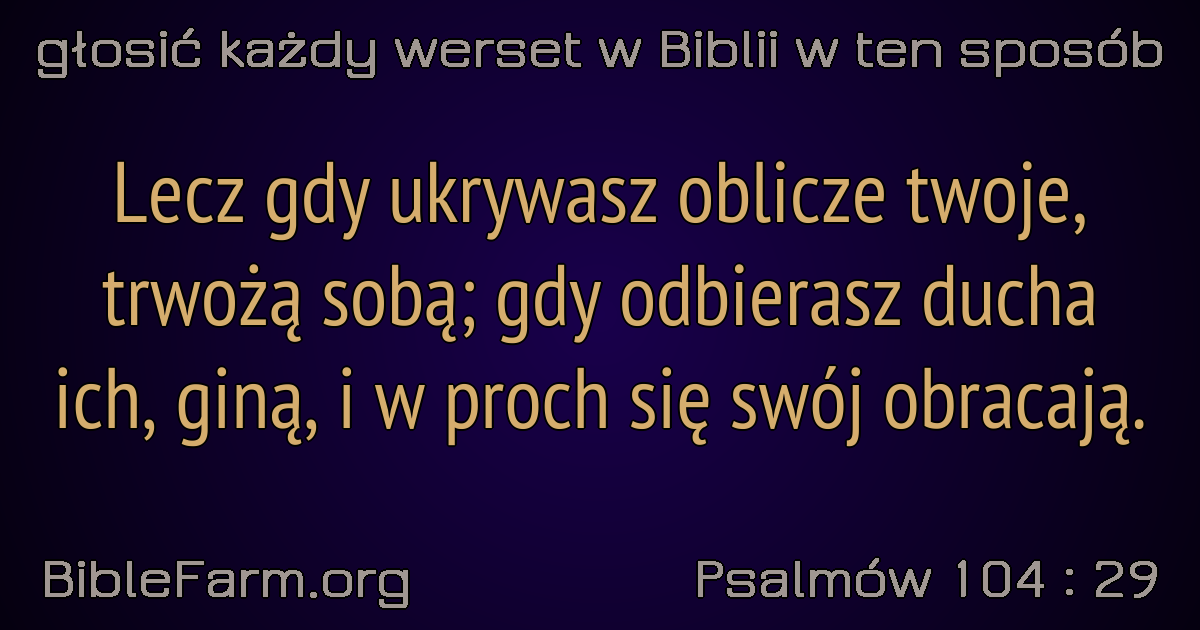 głosić każdy werset w Biblii w ten sposób
Lecz gdy ukrywasz oblicze twoje,
trwożą sobą; gdy odbierasz ducha
ich, giną, i w proch się swój obracają.
BibleFarm.org
Psalmów 104 : 29